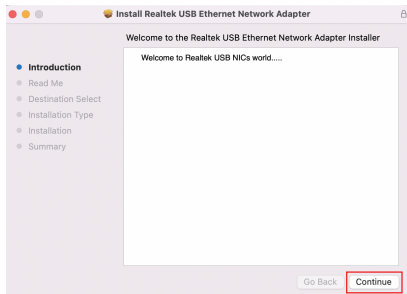 Install Realtek USB Ethernet Network Adapter
Welcome to the Realtek USB Ethernet Network Adapter Installer
Introduction
Read Me
Destination Select
Installation Type
Installation
Summary
Welcome to Realtek USB NICs world.....
Go Back
Continue